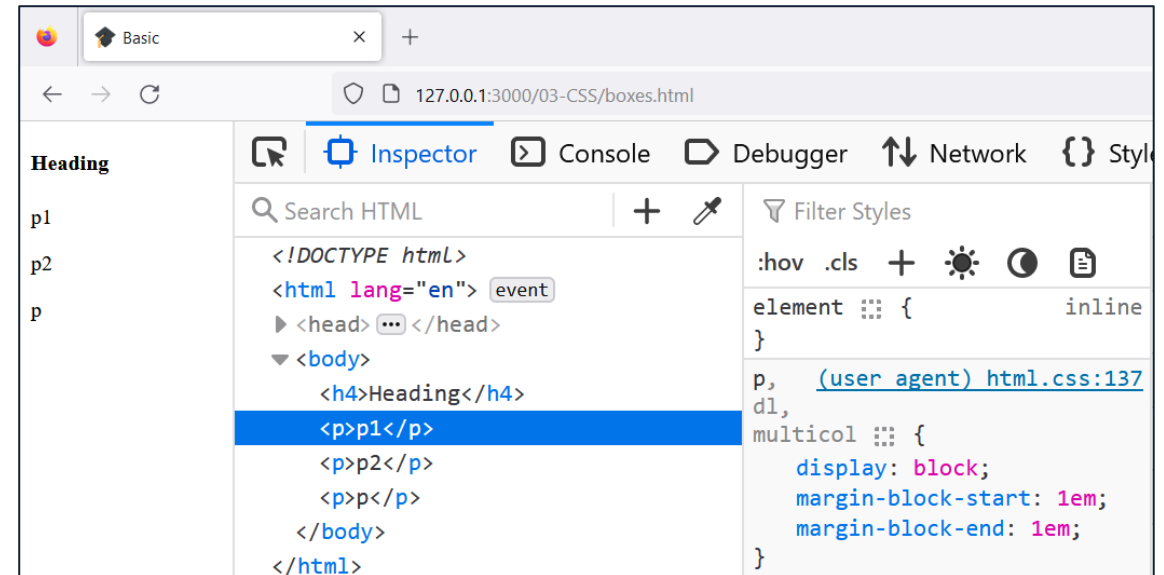 Basic
127.0.0.1:3000/03-CSS/boxes.html
Heading
p1
p2
p
Inspector Console Debugger Network Styl
Search HTML
<!DOCTYPE html>
<html lang="en"> event
<head> ••• </head>
<body>
<h4>Heading</h4>
<p>p1</p>
<p>p2</p>
<p>p</p>
</body>
</html>
Filter Styles
:hov .cls
element { inline
}
p, (user agent) html.css:137
dl,
multicol {
display: block;
margin-block-start: 1em;
margin-block-end: 1em;
}